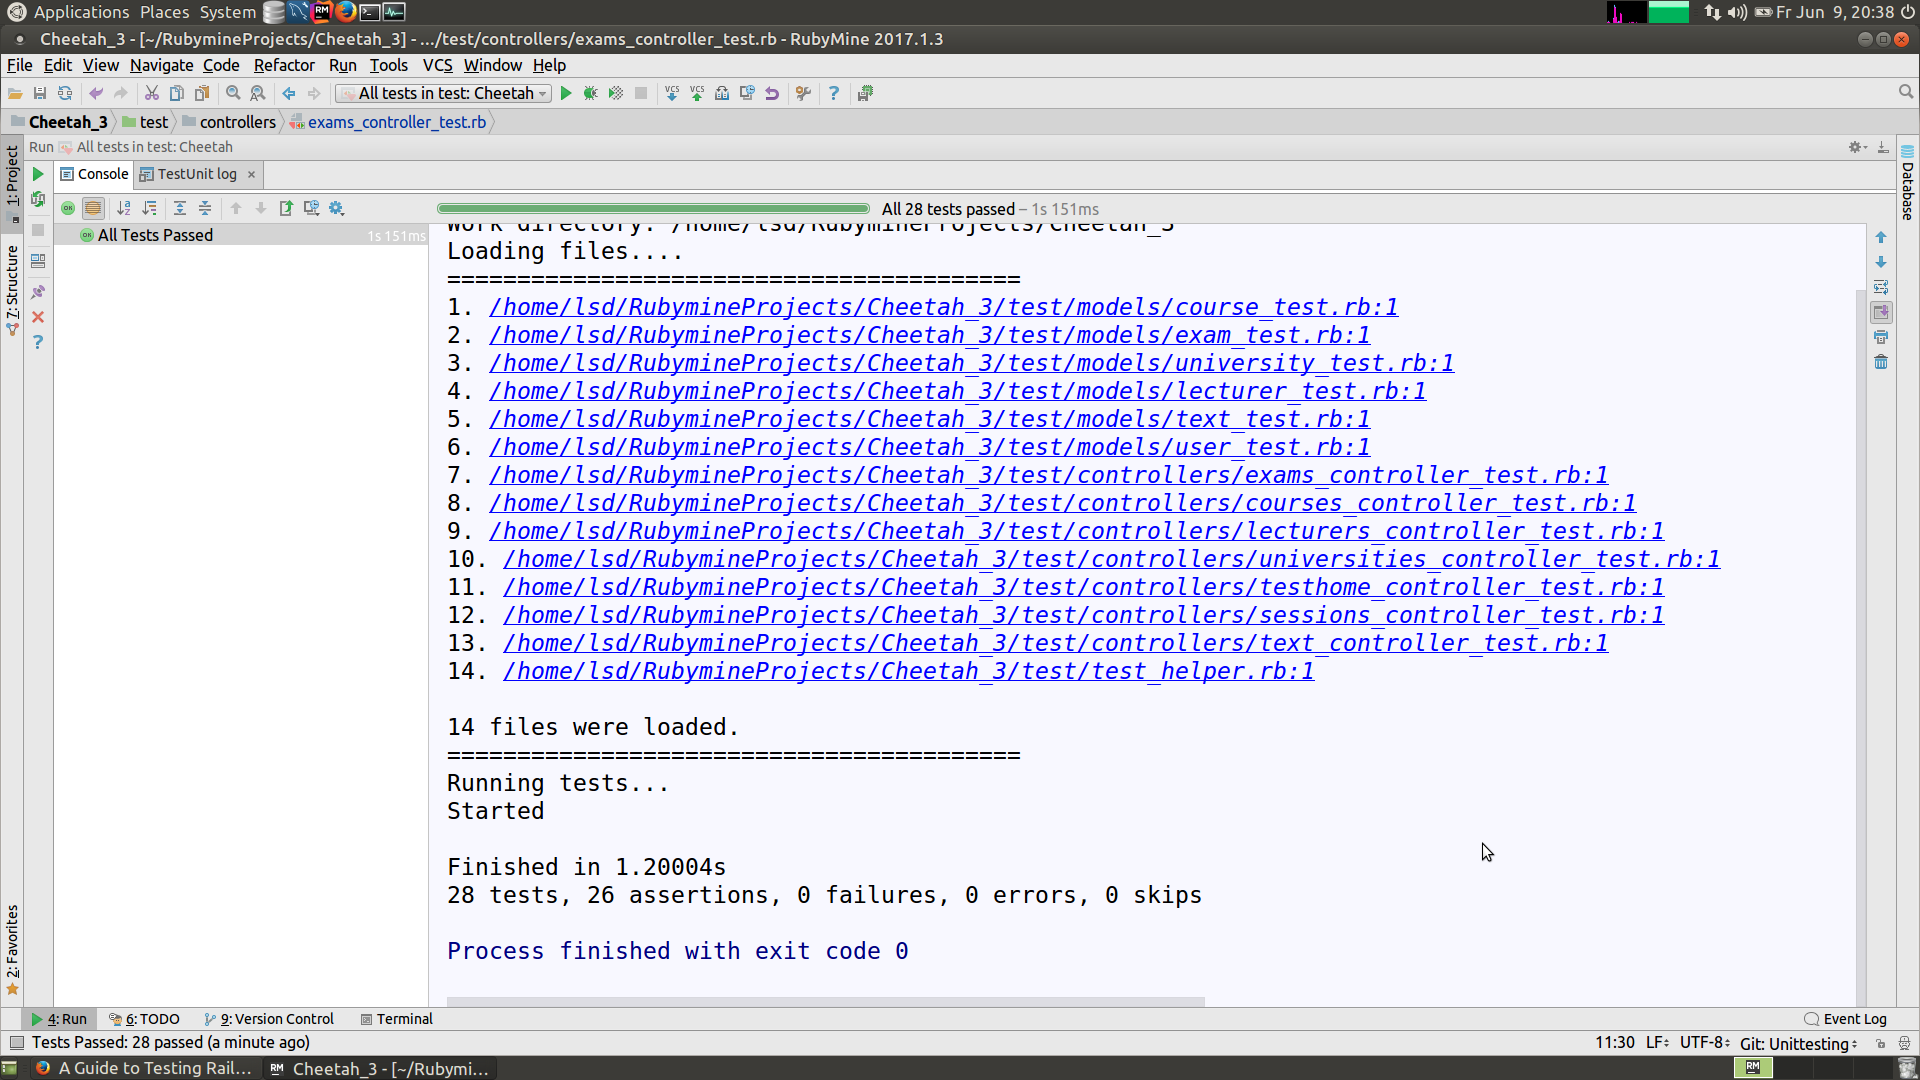 Applications Places System
Fr Jun 9, 20:38
Cheetah_3 - [~/RubymineProjects/Cheetah_3] - .../test/controllers/exams_controller_test.rb - RubyMine 2017.1.3
File Edit View Navigate Code Refactor Run Tools VCS Window Help
All tests in test: Cheetah
Cheetah_3 test controllers exams_controller_test.rb
Run All tests in test: Cheetah
Console TestUnit log
All 28 tests passed – 1s 151ms
All Tests Passed 1s 151ms
Work directory: /home/lsd/RubymineProjects/Cheetah_3
Loading files....
=========================================
1. /home/lsd/RubymineProjects/Cheetah_3/test/models/course_test.rb:1
2. /home/lsd/RubymineProjects/Cheetah_3/test/models/exam_test.rb:1
3. /home/lsd/RubymineProjects/Cheetah_3/test/models/university_test.rb:1
4. /home/lsd/RubymineProjects/Cheetah_3/test/models/lecturer_test.rb:1
5. /home/lsd/RubymineProjects/Cheetah_3/test/models/text_test.rb:1
6. /home/lsd/RubymineProjects/Cheetah_3/test/models/user_test.rb:1
7. /home/lsd/RubymineProjects/Cheetah_3/test/controllers/exams_controller_test.rb:1
8. /home/lsd/RubymineProjects/Cheetah_3/test/controllers/courses_controller_test.rb:1
9. /home/lsd/RubymineProjects/Cheetah_3/test/controllers/lecturers_controller_test.rb:1
10. /home/lsd/RubymineProjects/Cheetah_3/test/controllers/universities_controller_test.rb:1
11. /home/lsd/RubymineProjects/Cheetah_3/test/controllers/testhome_controller_test.rb:1
12. /home/lsd/RubymineProjects/Cheetah_3/test/controllers/sessions_controller_test.rb:1
13. /home/lsd/RubymineProjects/Cheetah_3/test/controllers/text_controller_test.rb:1
14. /home/lsd/RubymineProjects/Cheetah_3/test/test_helper.rb:1
14 files were loaded.
=========================================
Running tests...
Started
Finished in 1.20004s
28 tests, 26 assertions, 0 failures, 0 errors, 0 skips
Process finished with exit code 0
1: Project
7: Structure
2: Favorites
Database
4: Run 6: TODO 9: Version Control Terminal
Event Log
Tests Passed: 28 passed (a minute ago)
11:30 LF UTF-8 Git: Unittesting
A Guide to Testing Rail...
Cheetah_3 - [~/Rubymi...